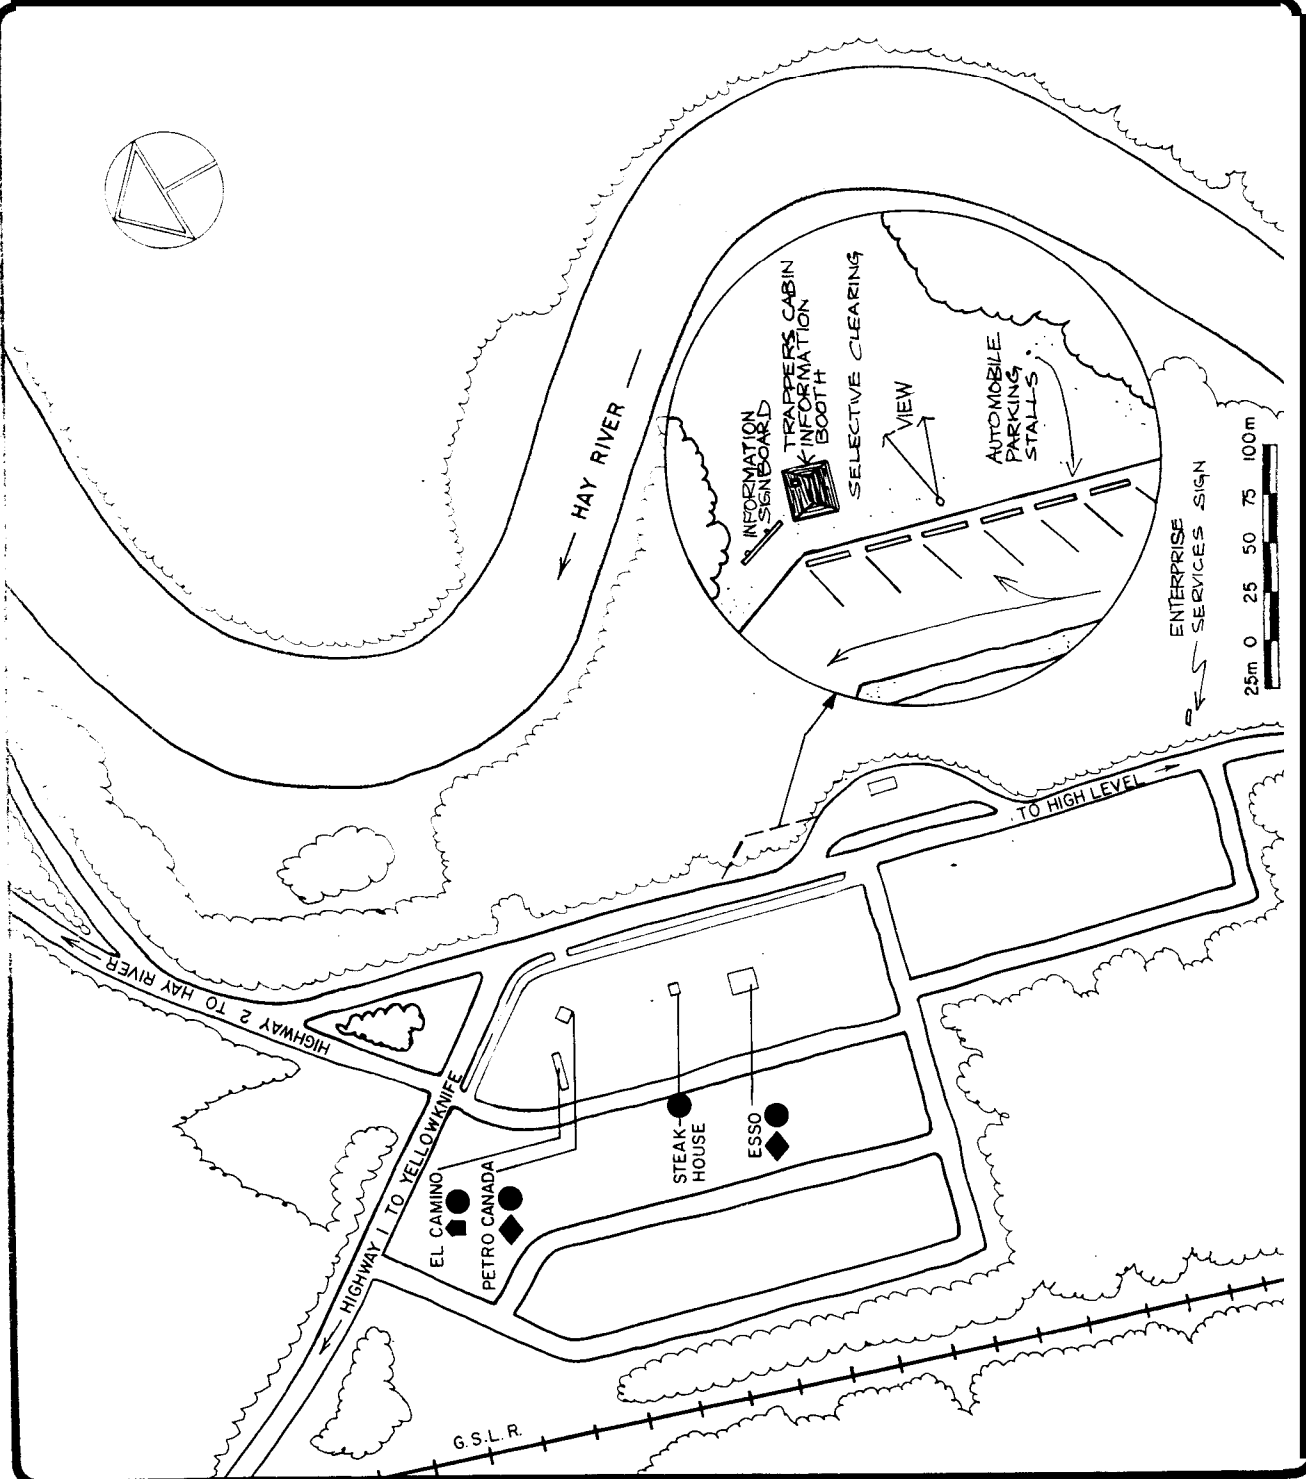 HAY RIVER
INFORMATION
SIGNBOARD
TRAPPERS CABIN
INFORMATION
BOOTH
SELECTIVE CLEARING
VIEW
AUTOMOBILE
PARKING
STALLS
ENTERPRISE
SERVICES SIGN
25m 0 25 50 75 100m
TO HIGH LEVEL
HIGHWAY 2 TO HAY RIVER
HIGHWAY 1 TO YELLOWKNIFE
EL CAMINO
PETRO CANADA
STEAK-
HOUSE
ESSO
G.S.L.R.